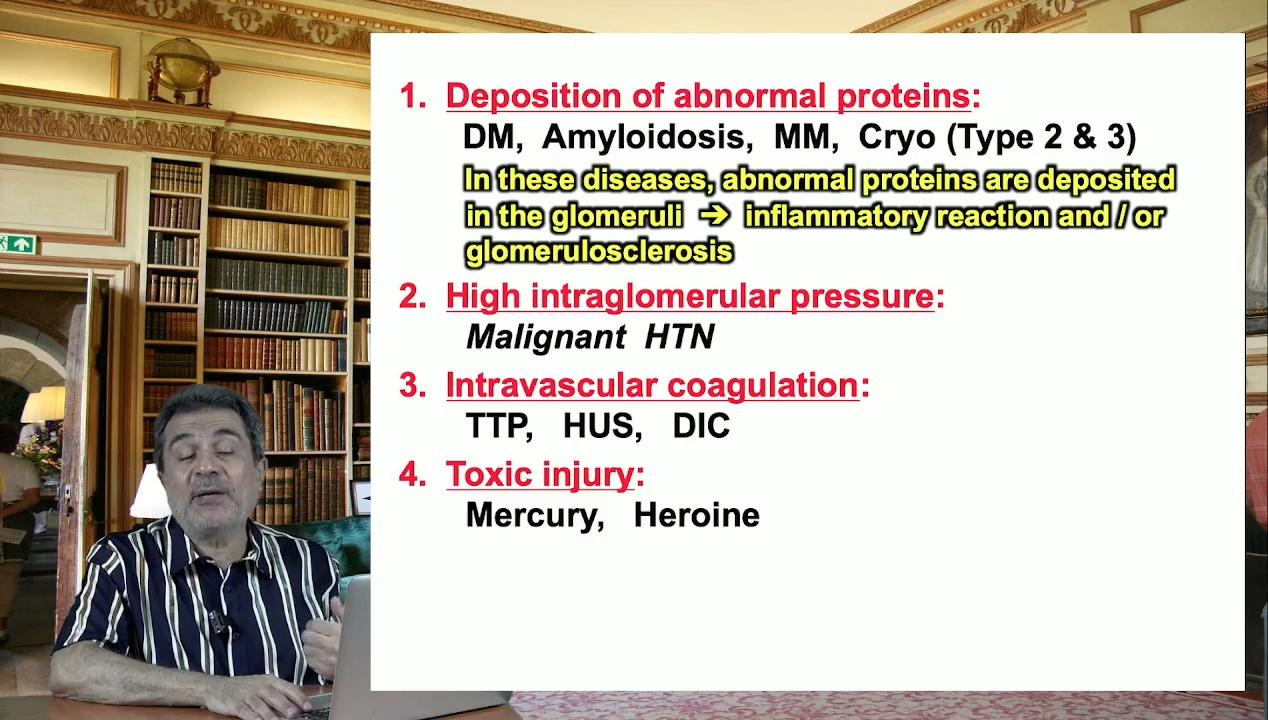 1. Deposition of abnormal proteins:
DM, Amyloidosis, MM, Cryo (Type 2 & 3)
In these diseases, abnormal proteins are deposited
in the glomeruli ➔ inflammatory reaction and / or
glomerulosclerosis
2. High intraglomerular pressure:
Malignant HTN
3. Intravascular coagulation:
TTP, HUS, DIC
4. Toxic injury:
Mercury, Heroine